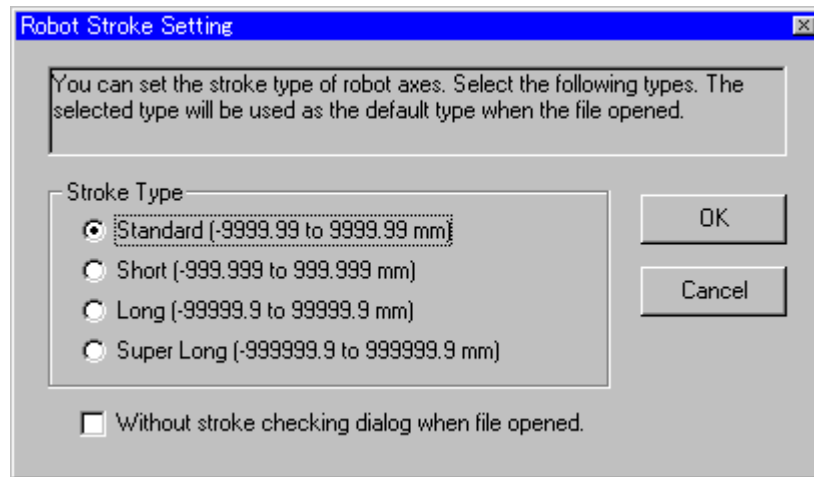 Robot Stroke Setting
You can set the stroke type of robot axes. Select the following types. The
selected type will be used as the default type when the file opened.
Stroke Type
Standard (-9999.99 to 9999.99 mm)
Short (-999.999 to 999.999 mm)
Long (-99999.9 to 99999.9 mm)
Super Long (-999999.9 to 999999.9 mm)
OK
Cancel
Without stroke checking dialog when file opened.